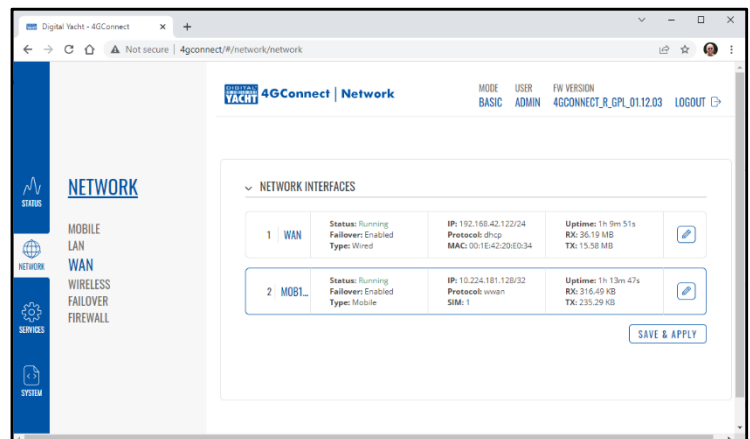 Digital Yacht - 4GConnect
Not secure | 4gconnect/#/network/network
DIGITAL YACHT 4GConnect | Network
MODE USER FW VERSION
BASIC ADMIN 4GCONNECT_R_GPL_01.12.03 LOGOUT
STATUS
NETWORK
SERVICES
SYSTEM
NETWORK
MOBILE
LAN
WAN
WIRELESS
FAILOVER
FIREWALL
NETWORK INTERFACES
1 WAN
Status: Running
Failover: Enabled
Type: Wired
IP: 192.168.42.122/24
Protocol: dhcp
MAC: 00:1E:42:20:E0:34
Uptime: 1h 9m 51s
RX: 36.19 MB
TX: 15.58 MB
2 MOB1...
Status: Running
Failover: Enabled
Type: Mobile
IP: 10.224.181.128/32
Protocol: wwan
SIM: 1
Uptime: 1h 13m 47s
RX: 316.49 KB
TX: 235.29 KB
SAVE & APPLY